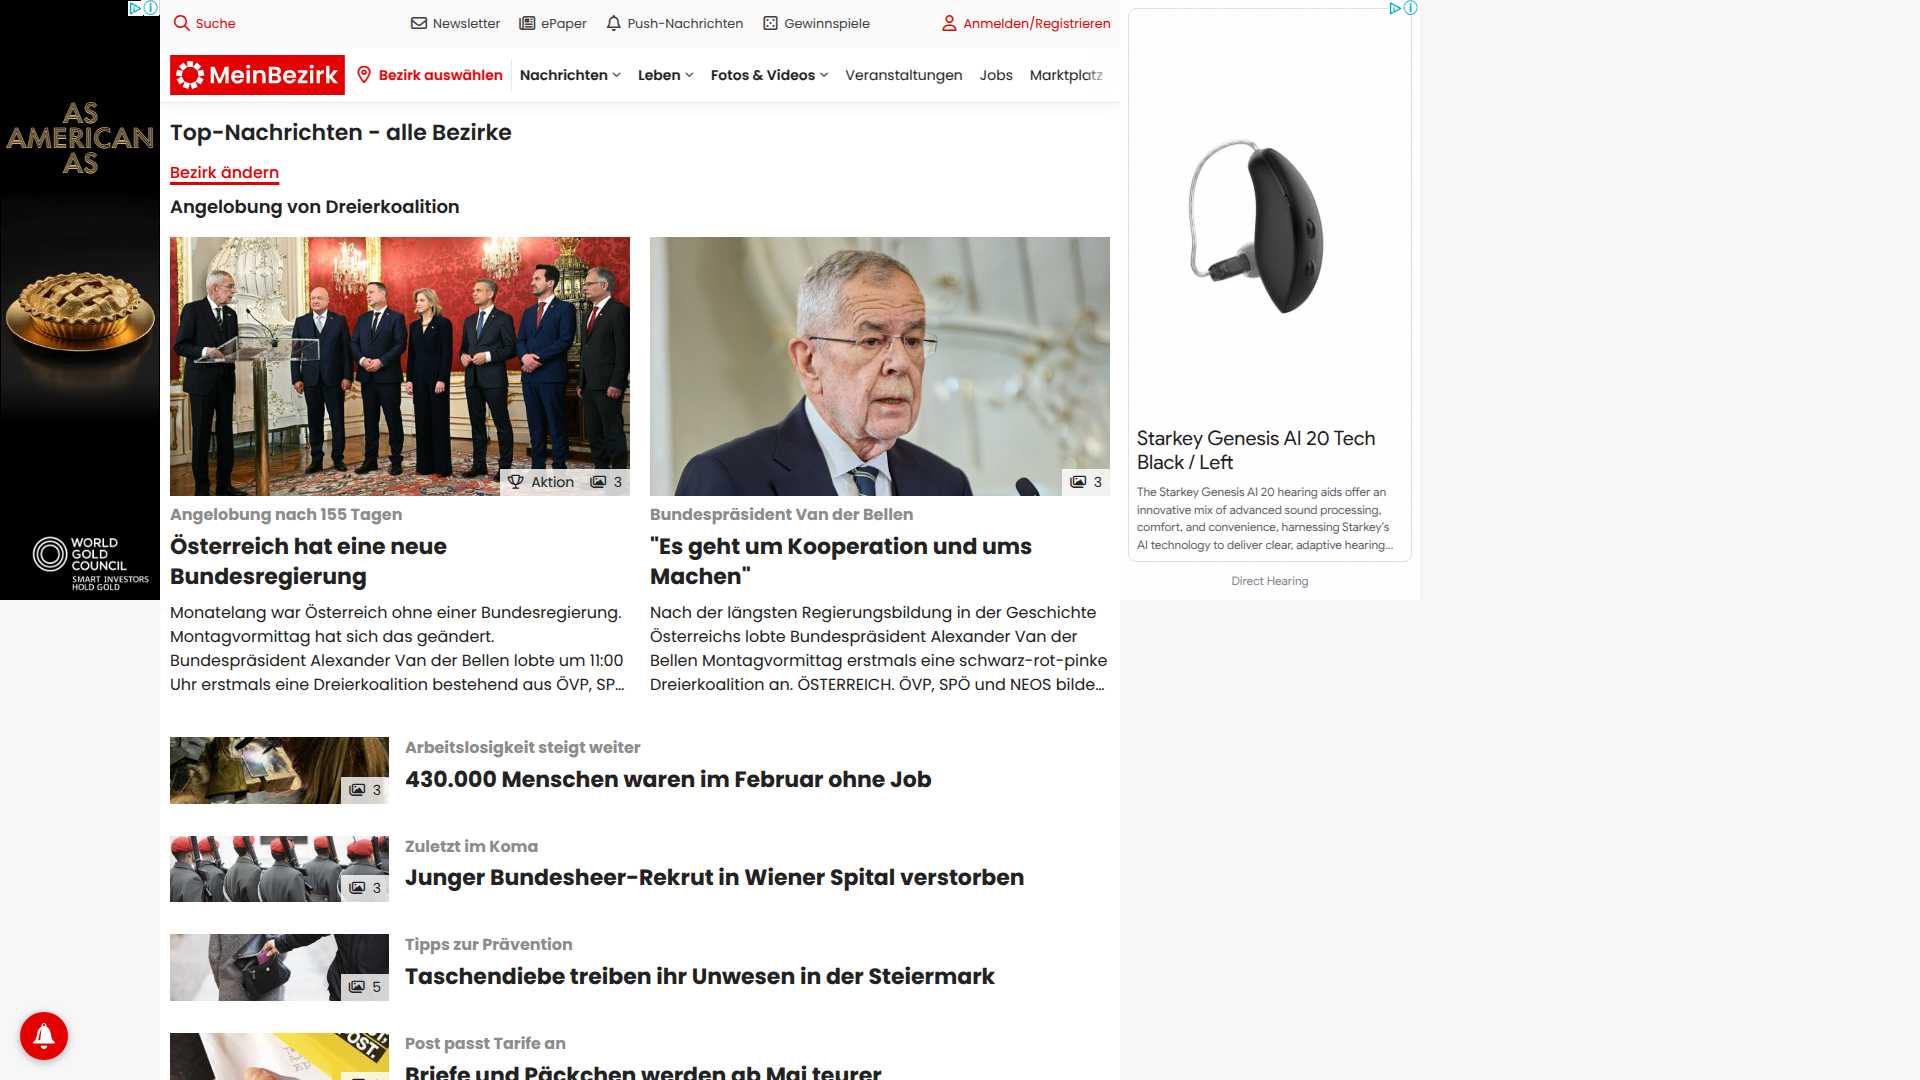 Suche
Newsletter
ePaper
Push-Nachrichten
Gewinnspiele
Anmelden/Registrieren
MeinBezirk
Bezirk auswählen
Nachrichten
Leben
Fotos & Videos
Veranstaltungen
Jobs
Marktplatz
AS
AMERICAN
AS
WORLD
GOLD
COUNCIL
SMART INVESTORS
HOLD GOLD
Top-Nachrichten - alle Bezirke
Bezirk ändern
Angelobung von Dreierkoalition
Aktion 3
Angelobung nach 155 Tagen
Österreich hat eine neue
Bundesregierung
Monatelang war Österreich ohne einer Bundesregierung.
Montagvormittag hat sich das geändert.
Bundespräsident Alexander Van der Bellen lobte um 11:00
Uhr erstmals eine Dreierkoalition bestehend aus ÖVP, SP...
3
Bundespräsident Van der Bellen
"Es geht um Kooperation und ums
Machen"
Nach der längsten Regierungsbildung in der Geschichte
Österreichs lobte Bundespräsident Alexander Van der
Bellen Montagvormittag erstmals eine schwarz-rot-pinke
Dreierkoalition an. ÖSTERREICH. ÖVP, SPÖ und NEOS bilde...
3
Arbeitslosigkeit steigt weiter
430.000 Menschen waren im Februar ohne Job
3
Zuletzt im Koma
Junger Bundesheer-Rekrut in Wiener Spital verstorben
5
Tipps zur Prävention
Taschendiebe treiben ihr Unwesen in der Steiermark
OST.
Post passt Tarife an
Briefe und Päckchen werden ab Mai teurer
Starkey Genesis AI 20 Tech
Black / Left
The Starkey Genesis AI 20 hearing aids offer an
innovative mix of advanced sound processing,
comfort, and convenience, harnessing Starkey's
AI technology to deliver clear, adaptive hearing...
Direct Hearing